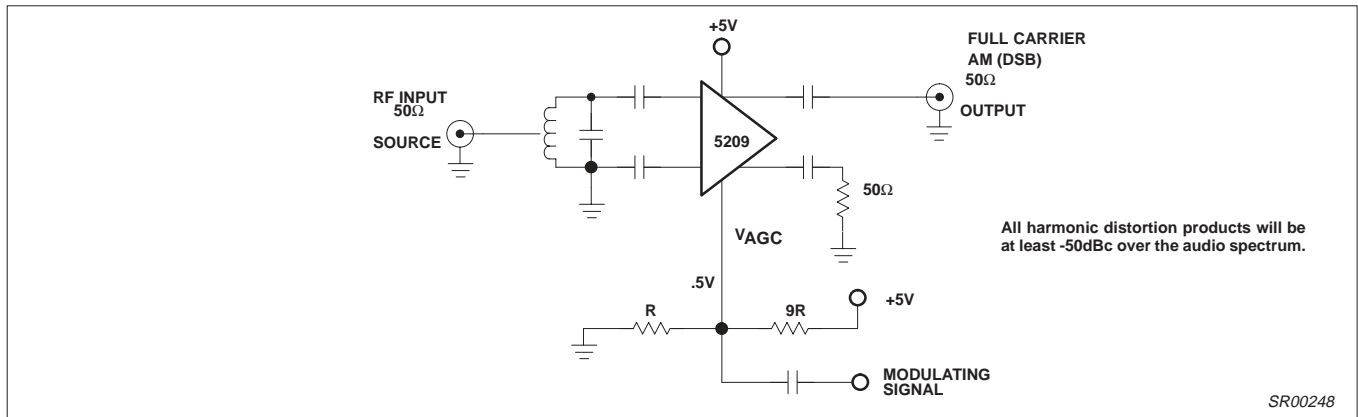 +5V
FULL CARRIER
AM (DSB)
50Ω
OUTPUT
RF INPUT
50Ω
SOURCE
5209
50Ω
VAGC
All harmonic distortion products will be
at least -50dBc over the audio spectrum.
.5V
+5V
R
9R
MODULATING
SIGNAL
SR00248